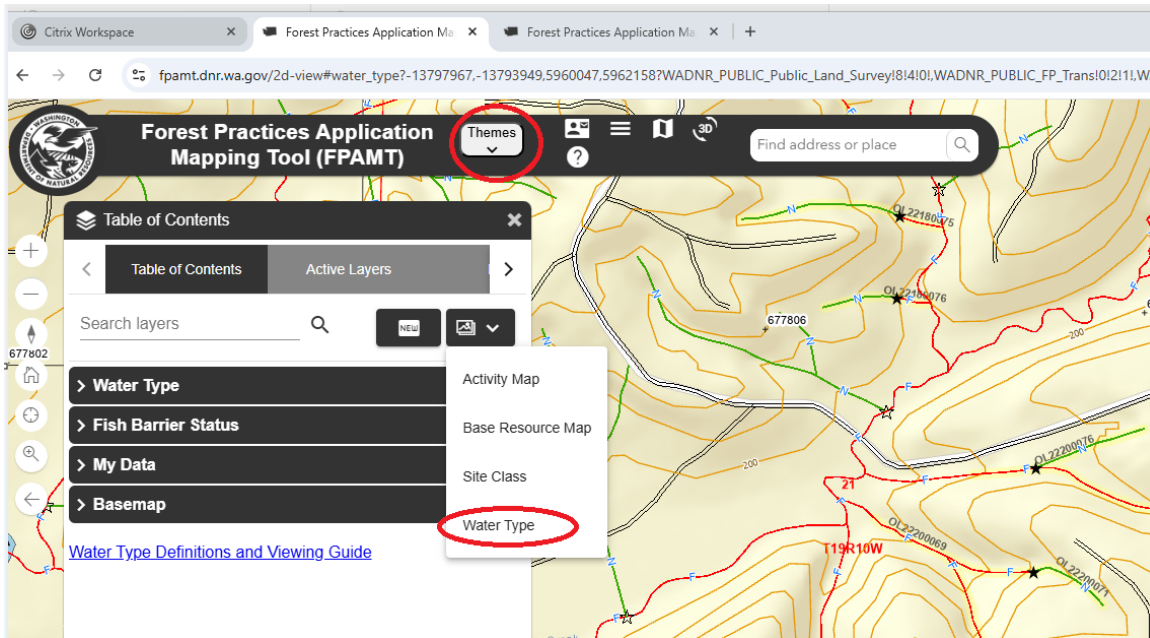 Citrix Workspace
Forest Practices Application Ma
Forest Practices Application Ma
fpamt.dnr.wa.gov/2d-view#water_type?-13797967,-13793949,5960047,5962158?WADNR_PUBLIC_Public_Land_Survey!8!4!0!,WADNR_PUBLIC_FP_Trans!0!2!1!,W
WASHINGTON
Forest Practices Application
Mapping Tool (FPAMT)
Themes
3D
Find address or place
Table of Contents
Table of Contents
Active Layers
Search layers
NEW
Water Type
Fish Barrier Status
My Data
Basemap
Water Type Definitions and Viewing Guide
Activity Map
Base Resource Map
Site Class
Water Type
677802
677806
200
200
21
T19R10W
OL22180075
OL22180076
OL22200076
OL22200069
OL22200071
N
N
N
N
N
N
F
F
F
F
F
F
F